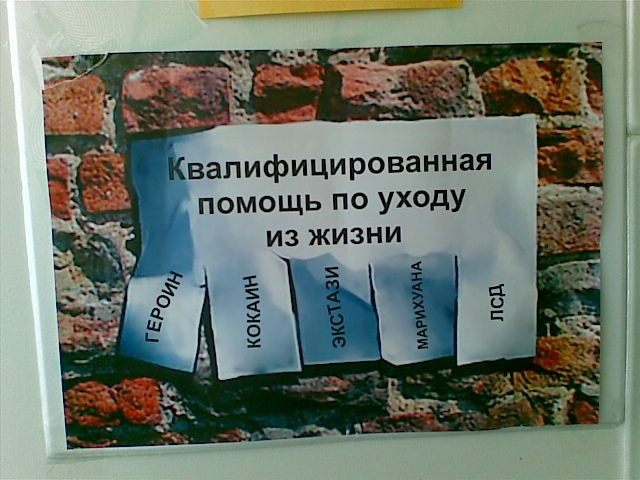 Квалифицированная
помощь по уходу
из жизни
ГЕРОИН
КОКАИН
ЭКСТАЗИ
МАРИХУАНА
ЛСД